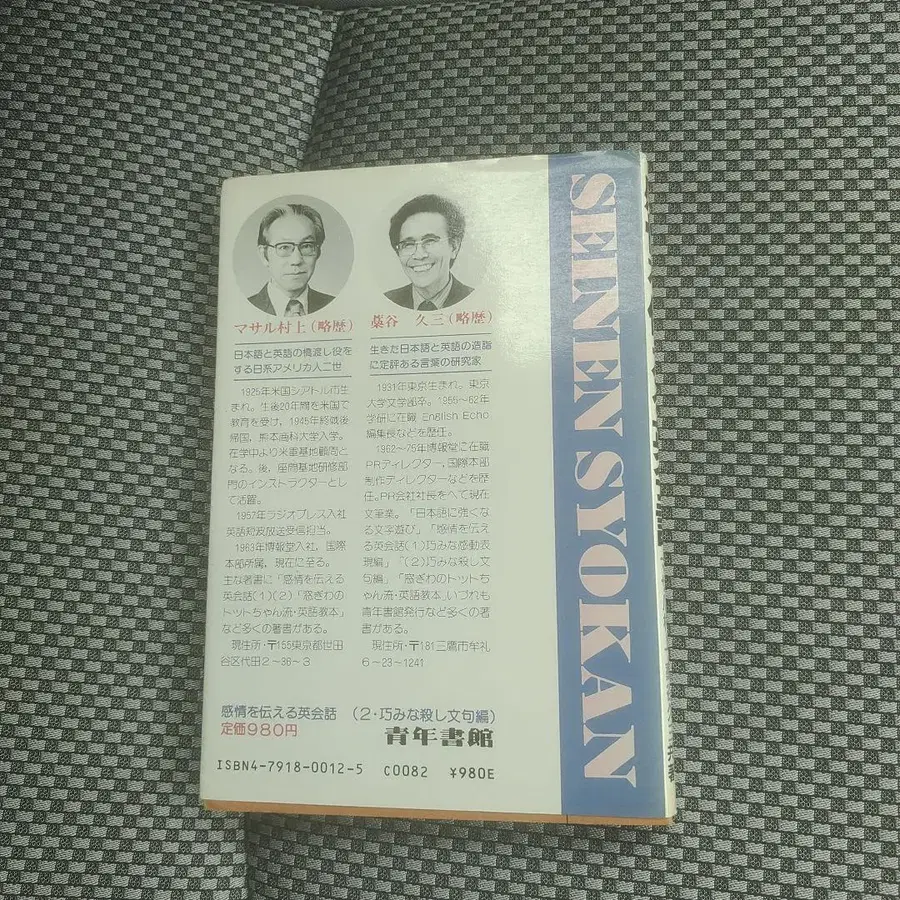 マサル村上(略歴)
日本語と英語の橋渡し役を
する日系アメリカ人二世
1925年米国シアトル市生
まれ。生後20年間を米国で
教育を受け、1945年終戦後
帰国、熊本商科大学入学。
在学中より米軍基地顧問と
なる。後、座間基地研修部
門のインストラクターとし
て活躍。
1957年ラジオプレス入社
英語短波放送受信担当。
1963年博報堂入社、国際
本部所属、現在に至る。
主な著書に「感情を伝える
英会話(1)(2)「窓ぎわの
トットちゃん流・英語教本」
など多くの著書がある。
現住所・〒155東京都世田
谷区代田2〜36〜3
藁谷 久三(略歴)
生きた日本語と英語の造詣
に定評ある言葉の研究家
1931年東京生まれ。東京
大学文学部卒。1955〜62年
学研に在職 English Echo
編集長などを歴任。
1962〜75年博報堂に在職
PRディレクター,国際本部
制作ディレクターなどを歴
任。PR会社社長をへて現在
文筆業。「日本語に強くな
る文字遊び」「感情を伝え
る英会話(1)巧みな感動表
現編」「(2)巧みな殺し文
句編」「窓ぎわのトットち
ゃん流・英語教本」いづれも
青年書館発行など多くの著
書がある。
現住所・〒181三鷹市牟礼
6〜23〜1241
感情を伝える英会話 (2・巧みな殺し文句編)
定価980円
青年書館
ISBN4-7918-0012-5 C0082 ¥980E
SEINEN SYOKAN